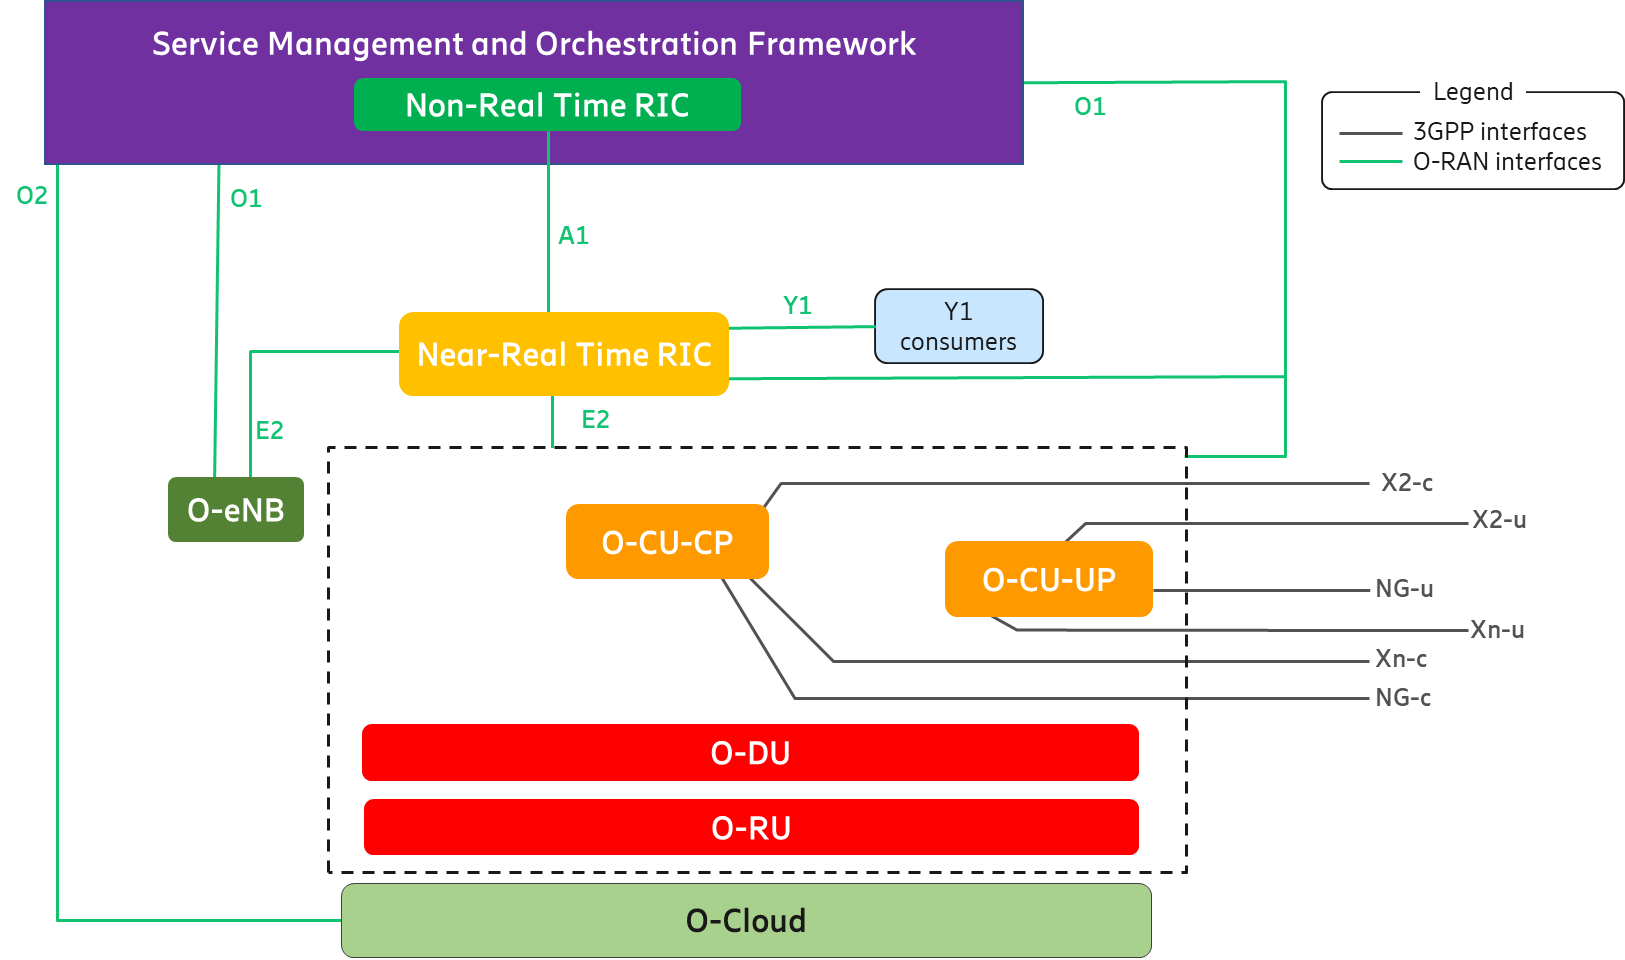 Service Management and Orchestration Framework
Non-Real Time RIC
O1
Legend
3GPP interfaces
O-RAN interfaces
O2
O1
A1
Y1
Y1
consumers
Near-Real Time RIC
E2
E2
O-eNB
O-CU-CP
O-CU-UP
X2-c
X2-u
NG-u
Xn-u
Xn-c
NG-c
O-DU
O-RU
O-Cloud